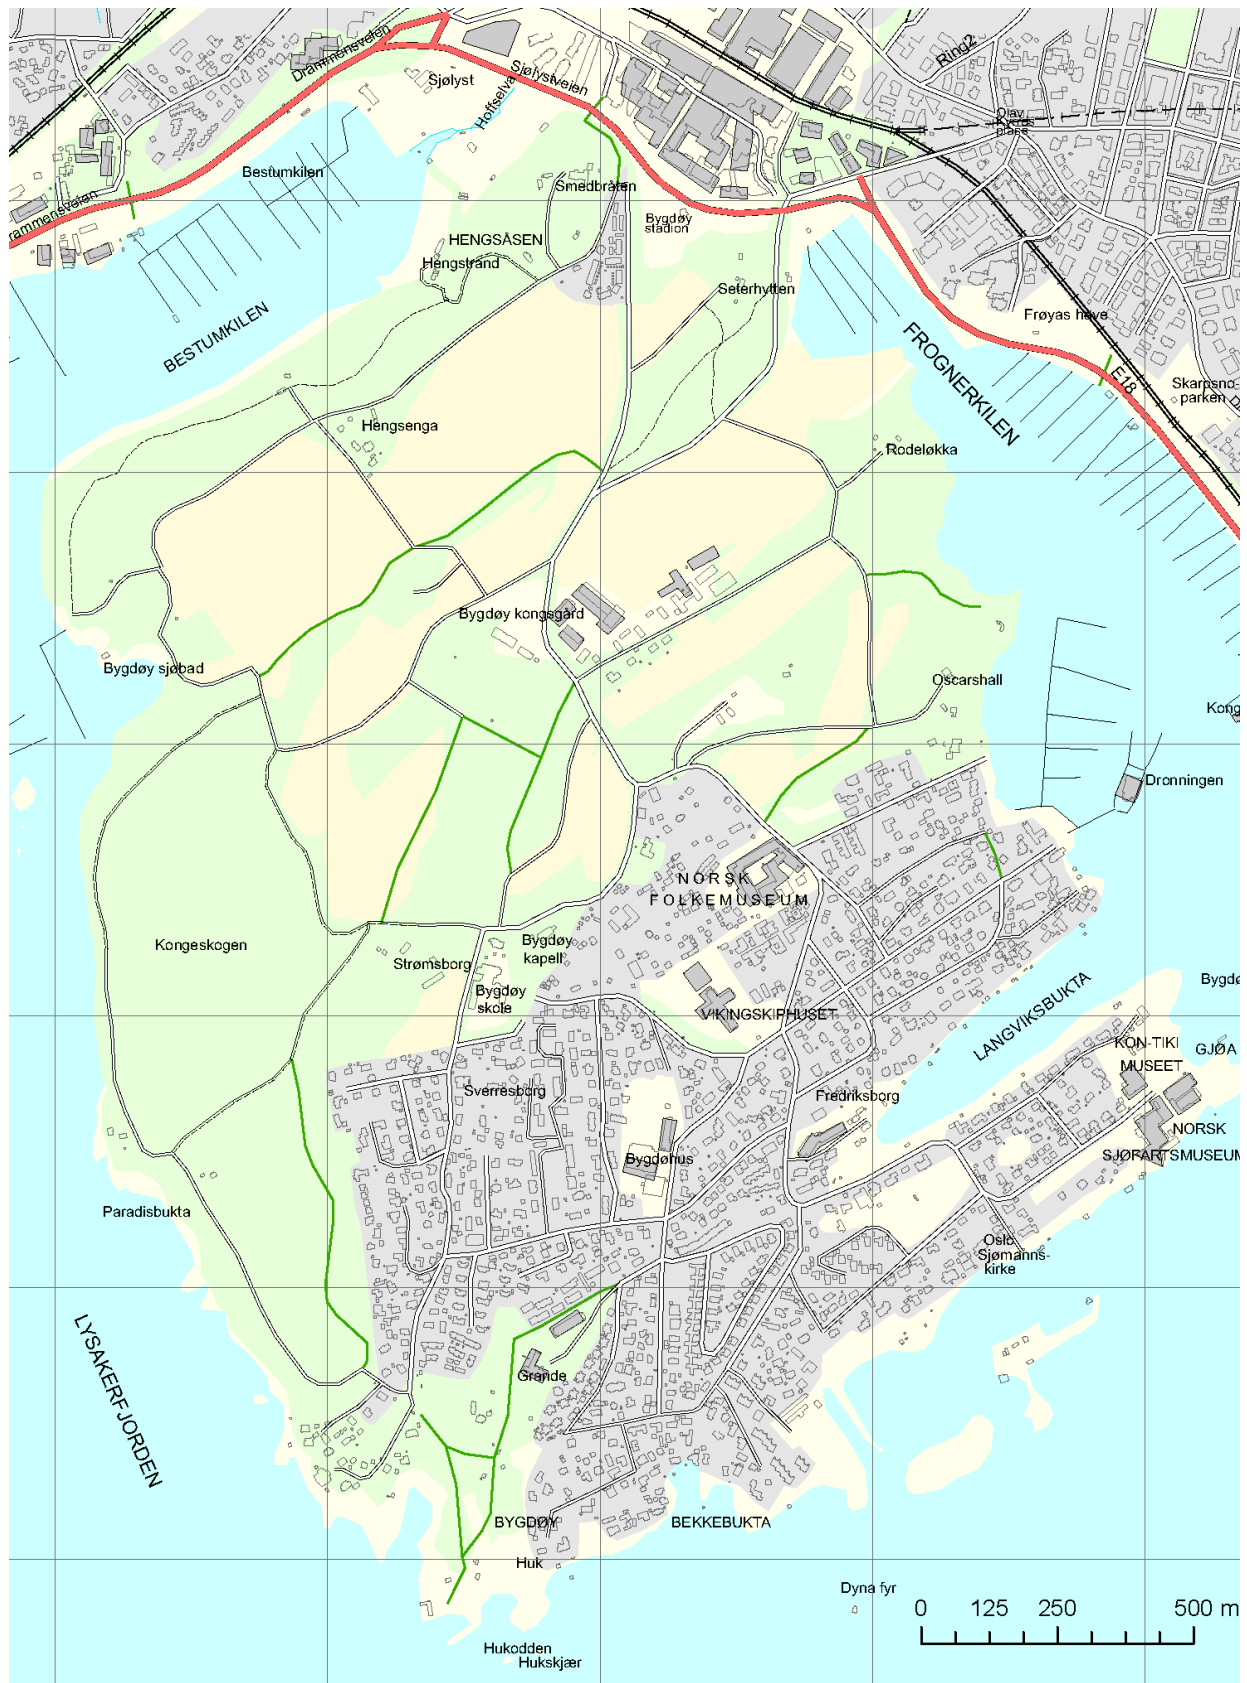 Drammensveien
Ring2
Sjølyst
Sjølystveien
Hoffselva
Olav
Kyrres
plass
Bestumkilen
Smedbråten
rammensveien
Bygdøy
stadion
HENGSÅSEN
Hengstrand
Seterhytten
BESTUMKILEN
Frøyas have
FROGNERKILEN
E18
Skarpsno-
parken
Hengsenga
Rodeløkka
Bygdøy kongsgård
Bygdøy sjøbad
Oscarshall
Kong
Dronningen
NORSK
FOLKEMUSEUM
Kongeskogen
Strømsborg
Bygdøy
kapell
Bygdøy
skole
VIKINGSKIPHUSET
LANGVIKSBUKTA
Bygdø
KON-TIKI
MUSEET
GJØA
Sverresborg
Fredriksborg
NORSK
SJØFARTSMUSEUM
Bygdøhus
Paradisbukta
Oslo
Sjømanns-
kirke
LYSAKERFJORDEN
Grande
BYGDØY
BEKKEBUKTA
Huk
Dyna fyr
0 125 250 500 m
Hukodden
Hukskjær